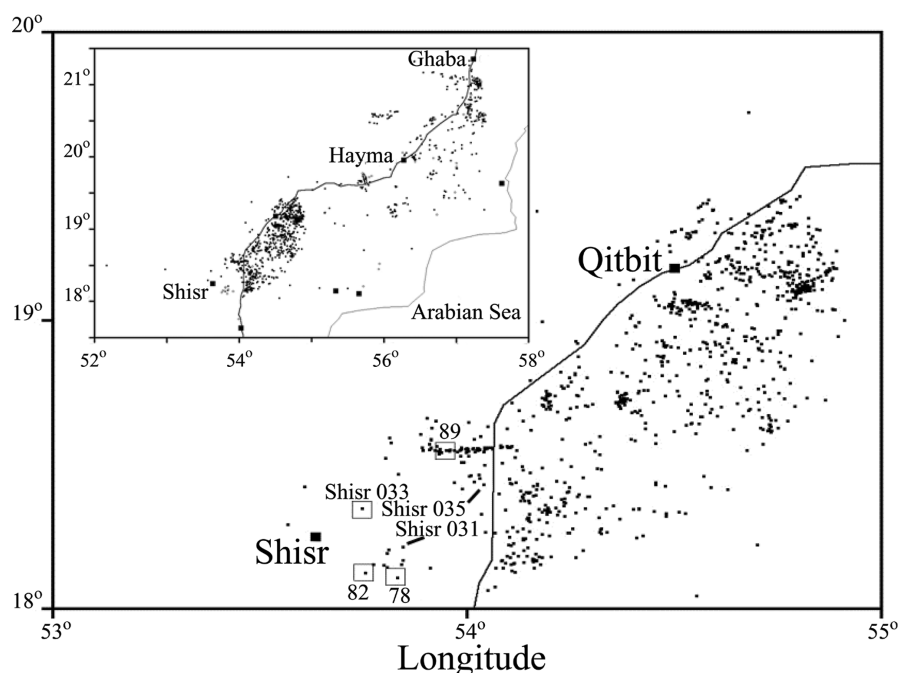 20°
Ghaba
21°
20°
Hayma
19°
Shisr
18°
Arabian Sea
52°
54°
56°
58°
Qitbit
19°
89
Shisr 033
Shisr 035
Shisr 031
Shisr
82
78
18°
53°
54°
55°
Longitude